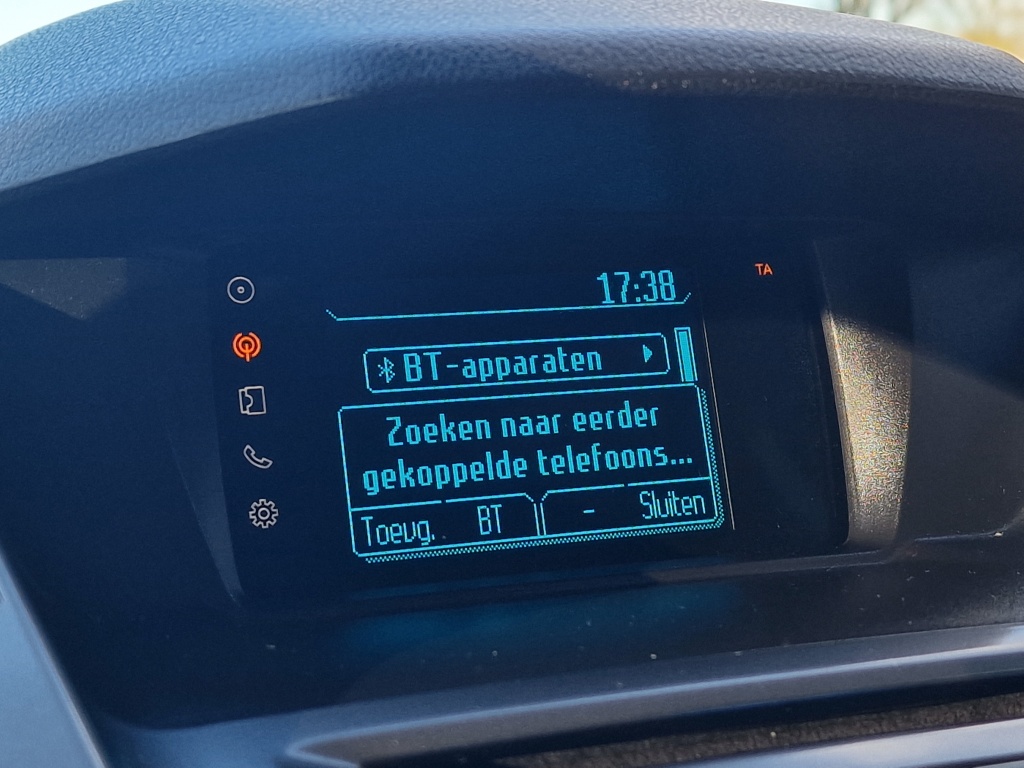 17:38
TA
BT-apparaten
Zoeken naar eerder
gekoppelde telefoons...
Toevg. BT - Sluiten